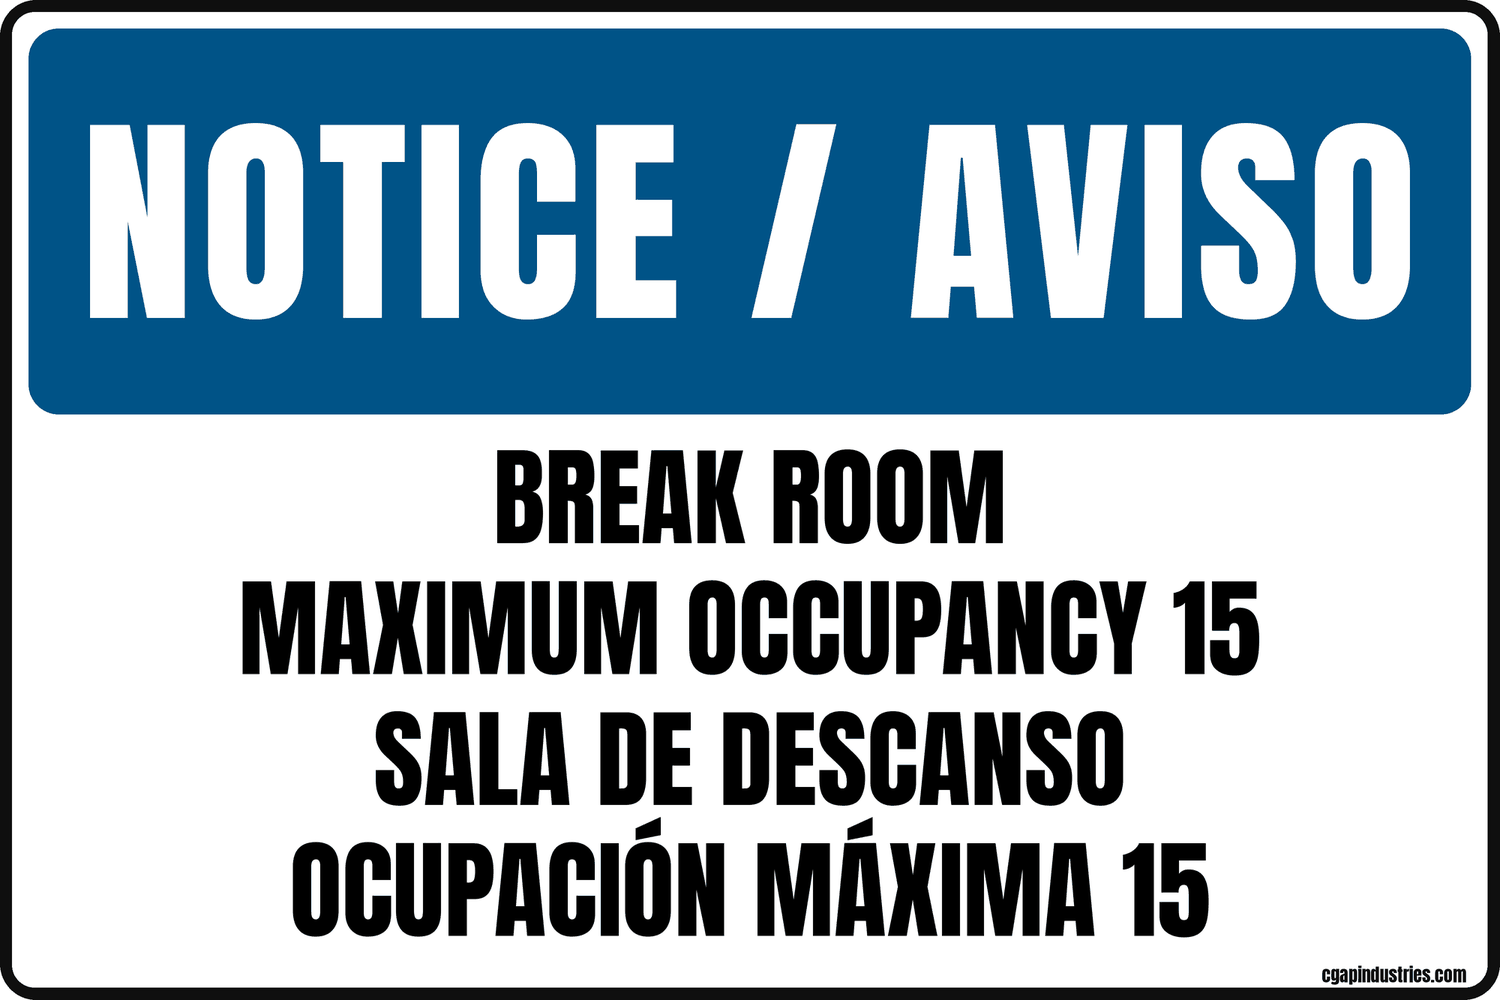 NOTICE / AVISO
BREAK ROOM
MAXIMUM OCCUPANCY 15
SALA DE DESCANSO
OCUPACIÓN MÁXIMA 15
cgapindustries.com